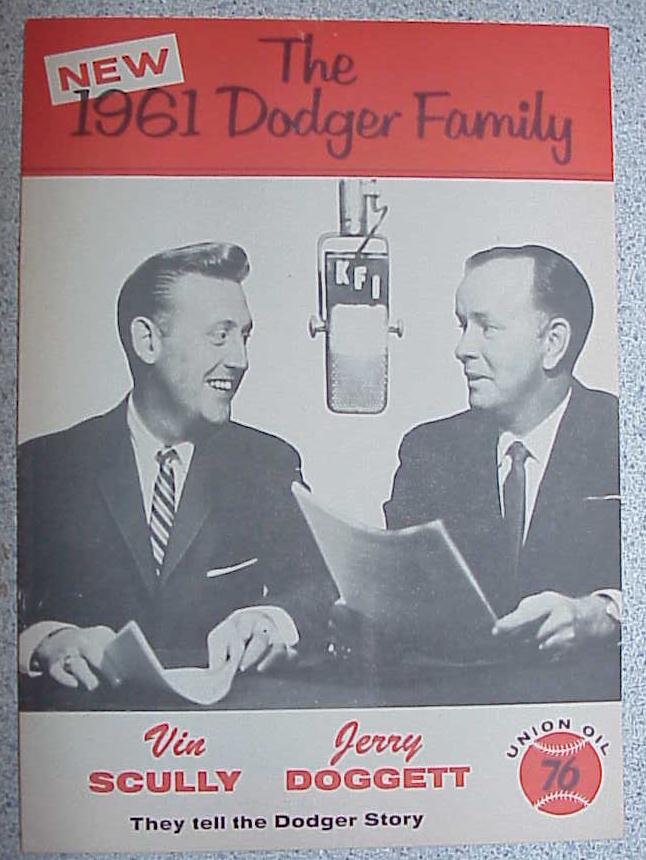 NEW
The
1961 Dodger Family
KFI
Vin
SCULLY
Jerry
DOGGETT
UNION OIL
76
They tell the Dodger Story